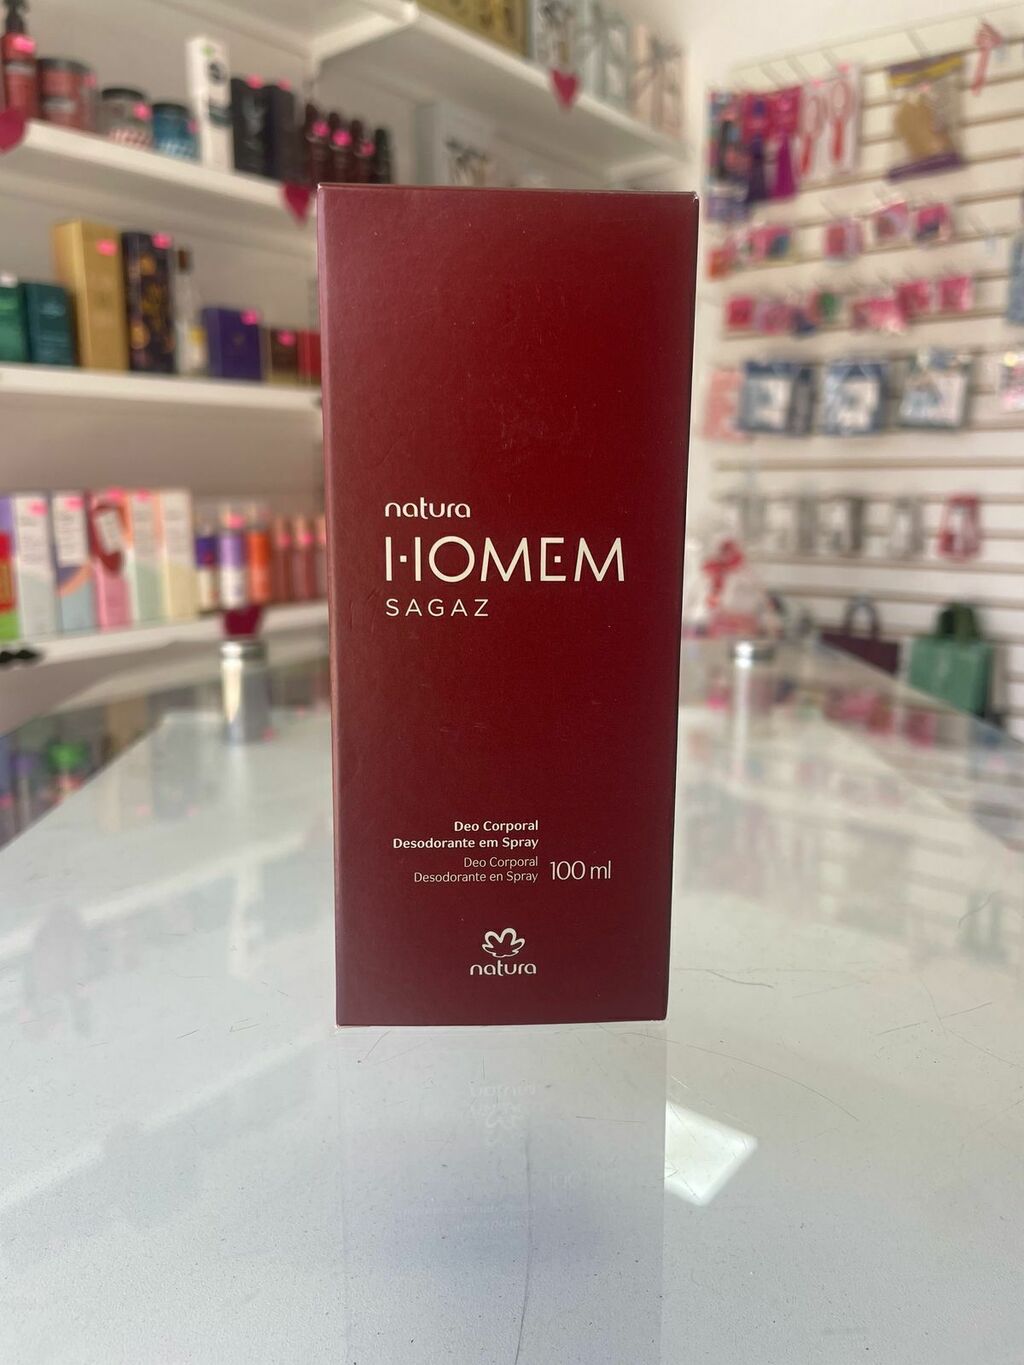 natura
HOMEM
SAGAZ
Deo Corporal
Desodorante em Spray
Deo Corporal
Desodorante en Spray
100 ml
natura